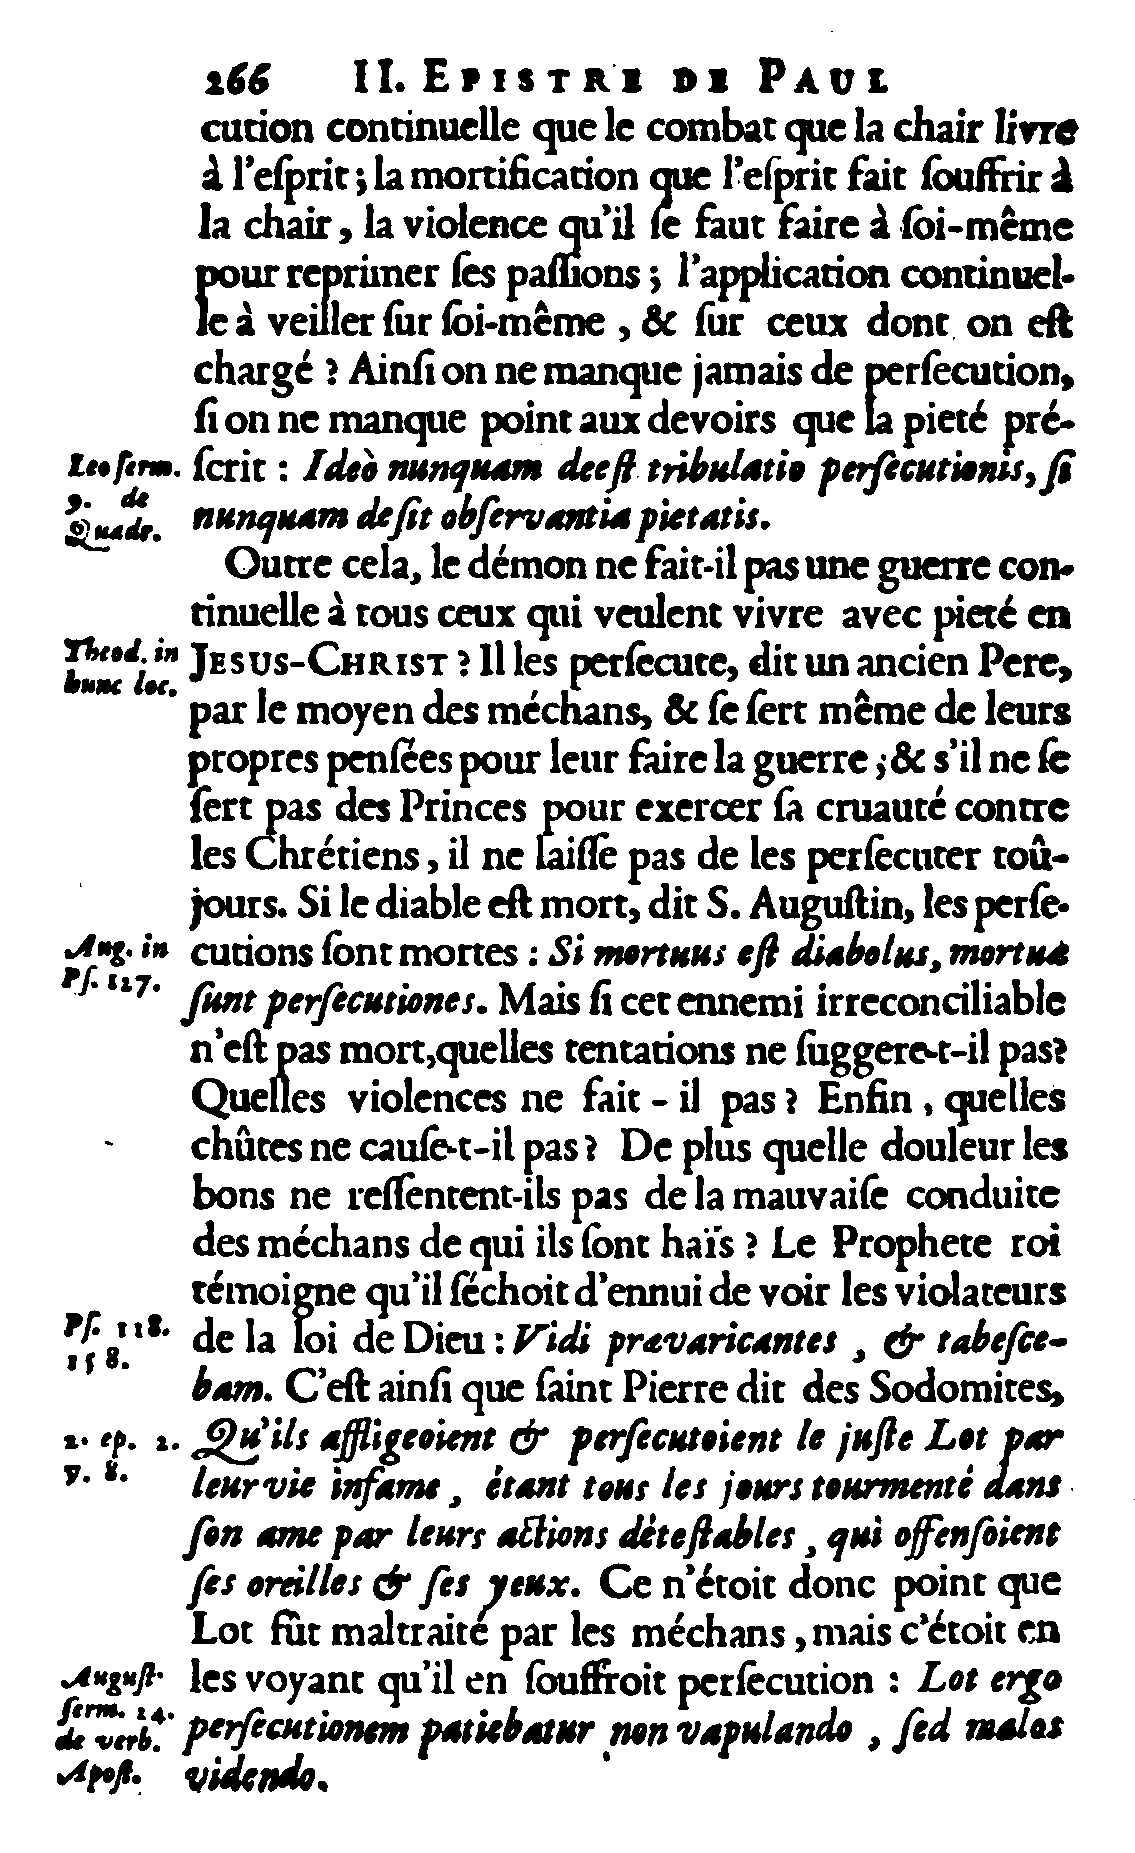 266 II. EPISTRE DE PAUL
cution continuelle que le combat que la chair livre
à l'eſprit ; la mortification que l'eſprit fait ſouffrir à
la chair, la violence qu'il ſe faut faire à ſoi-même
pour reprimer ſes paſſions ; l'application continuel-
le à veiller ſur ſoi-même, & ſur ceux dont on eſt
chargé ? Ainſi on ne manque jamais de perſecution,
ſi on ne manque point aux devoirs que la pieté pré-
Leo ſerm. ſcrit : Ideò nunquam deeſt tribulatio perſecutionis, ſi
9. de
Quadr. nunquam deſit obſervantia pietatis.
Outre cela, le démon ne fait-il pas une guerre con-
tinuelle à tous ceux qui veulent vivre avec pieté en
Theod. in JESUS-CHRIST ? Il les perſecute, dit un ancien Pere,
hunc loc.
par le moyen des méchans, & ſe ſert même de leurs
propres penſées pour leur faire la guerre ; & s'il ne ſe
ſert pas des Princes pour exercer ſa cruauté contre
les Chrétiens, il ne laiſſe pas de les perſecuter toû-
jours. Si le diable eſt mort, dit S. Auguſtin, les perſe-
Aug. in cutions ſont mortes : Si mortuus eſt diabolus, mortuæ
Pſ. 127.
ſunt perſecutiones. Mais ſi cet ennemi irreconciliable
n'eſt pas mort, quelles tentations ne ſuggere-t-il pas ?
Quelles violences ne fait-il pas ? Enfin, quelles
chûtes ne cauſe-t-il pas ? De plus quelle douleur les
bons ne reſſentent-ils pas de la mauvaiſe conduite
des méchans de qui ils ſont haïs ? Le Prophete roi
témoigne qu'il ſéchoit d'ennui de voir les violateurs
Pſ. 118. de la loi de Dieu : Vidi prævaricantes, & tabeſce-
158.
bam. C'eſt ainſi que ſaint Pierre dit des Sodomites,
2. ep. 2. Qu'ils affligeoient & perſecutoient le juſte Lot par
7. 8.
leur vie infame, étant tous les jours tourmenté dans
ſon ame par leurs actions déteſtables, qui offenſoient
ſes oreilles & ſes yeux. Ce n'étoit donc point que
Lot fût maltraité par les méchans, mais c'étoit en
Auguſt. les voyant qu'il en ſouffroit perſecution : Lot ergo
ſerm. 24.
de verb. perſecutionem patiebatur non vapulando, ſed malos
Apoſt. videndo.